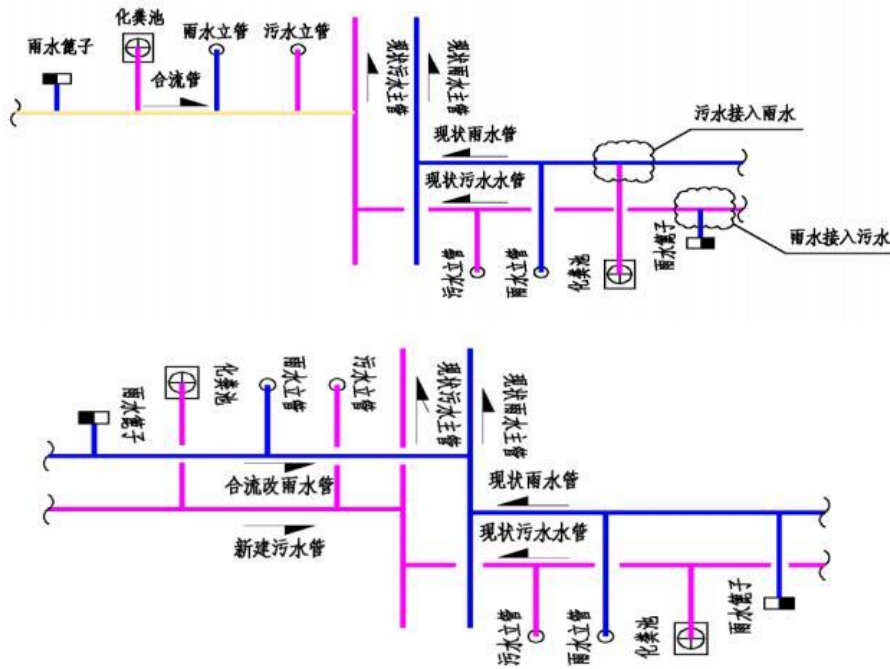 化粪池
雨水立管
污水立管
雨水篦子
合流管
现状污水主管
现状雨水主管
污水接入雨水
现状雨水管
现状污水水管
雨水接入污水
污水立管
雨水立管
化粪池
雨水篦子
雨水篦子
化粪池
雨水立管
污水立管
现状污水主管
现状雨水主管
合流改雨水管
现状雨水管
新建污水管
现状污水水管
污水立管
雨水立管
化粪池
雨水篦子